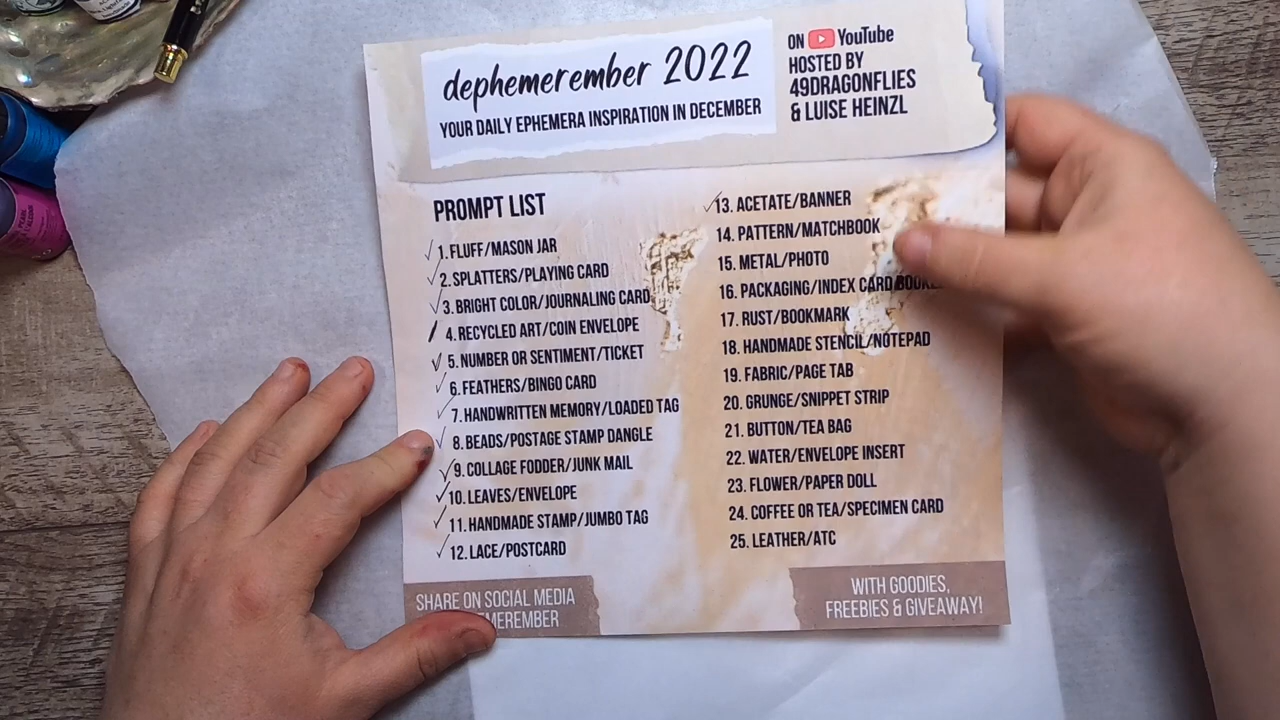 dephemerember 2022
YOUR DAILY EPHEMERA INSPIRATION IN DECEMBER
ON YouTube
HOSTED BY
49DRAGONFLIES
& LUISE HEINZL
PROMPT LIST
1. FLUFF/MASON JAR
2. SPLATTERS/PLAYING CARD
3. BRIGHT COLOR/JOURNALING CARD
4. RECYCLED ART/COIN ENVELOPE
5. NUMBER OR SENTIMENT/TICKET
6. FEATHERS/BINGO CARD
7. HANDWRITTEN MEMORY/LOADED TAG
8. BEADS/POSTAGE STAMP DANGLE
9. COLLAGE FODDER/JUNK MAIL
10. LEAVES/ENVELOPE
11. HANDMADE STAMP/JUMBO TAG
12. LACE/POSTCARD
13. ACETATE/BANNER
14. PATTERN/MATCHBOOK
15. METAL/PHOTO
16. PACKAGING/INDEX CARD
17. RUST/BOOKMARK
18. HANDMADE STENCIL/NOTEPAD
19. FABRIC/PAGE TAB
20. GRUNGE/SNIPPET STRIP
21. BUTTON/TEA BAG
22. WATER/ENVELOPE INSERT
23. FLOWER/PAPER DOLL
24. COFFEE OR TEA/SPECIMEN CARD
25. LEATHER/ATC
SHARE ON SOCIAL MEDIA
MEREMBER
WITH GOODIES,
FREEBIES & GIVEAWAY!